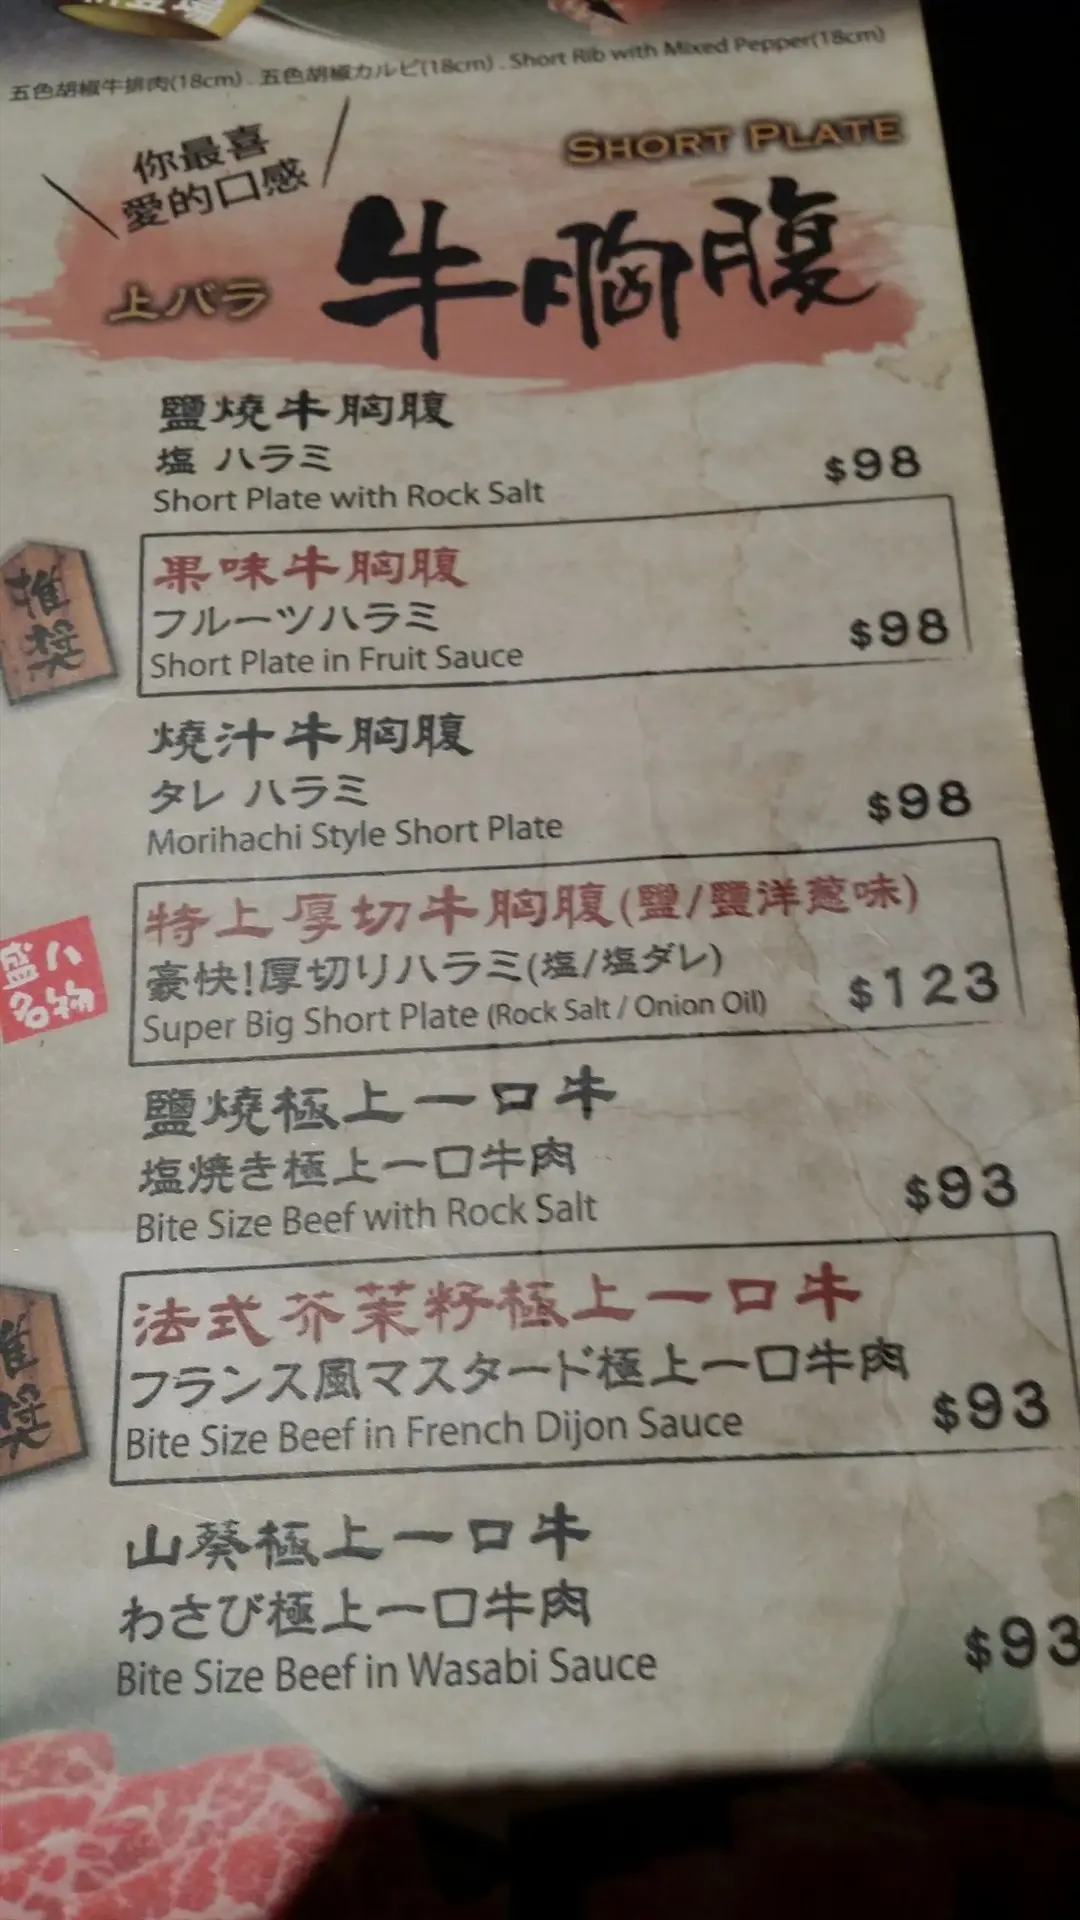 五色胡椒牛排肉(18cm) . 五色胡椒カルビ(18cm) . Short Rib with Mixed Pepper(18cm)
你最喜
愛的口感
SHORT PLATE
上バラ
牛胸腹
鹽燒牛胸腹
塩 ハラミ
Short Plate with Rock Salt
$98
推
奬
果味牛胸腹
フルーツハラミ
Short Plate in Fruit Sauce
$98
燒汁牛胸腹
タレ ハラミ
Morihachi Style Short Plate
$98
盛八
名物
特上厚切牛胸腹(鹽/鹽洋蔥味)
豪快!厚切りハラミ(塩/塩ダレ)
Super Big Short Plate (Rock Salt / Onion Oil)
$123
鹽燒極上一口牛
塩焼き極上一口牛肉
Bite Size Beef with Rock Salt
$93
推
奬
法式芥茉籽極上一口牛
フランス風マスタード極上一口牛肉
Bite Size Beef in French Dijon Sauce
$93
山葵極上一口牛
わさび極上一口牛肉
Bite Size Beef in Wasabi Sauce
$93